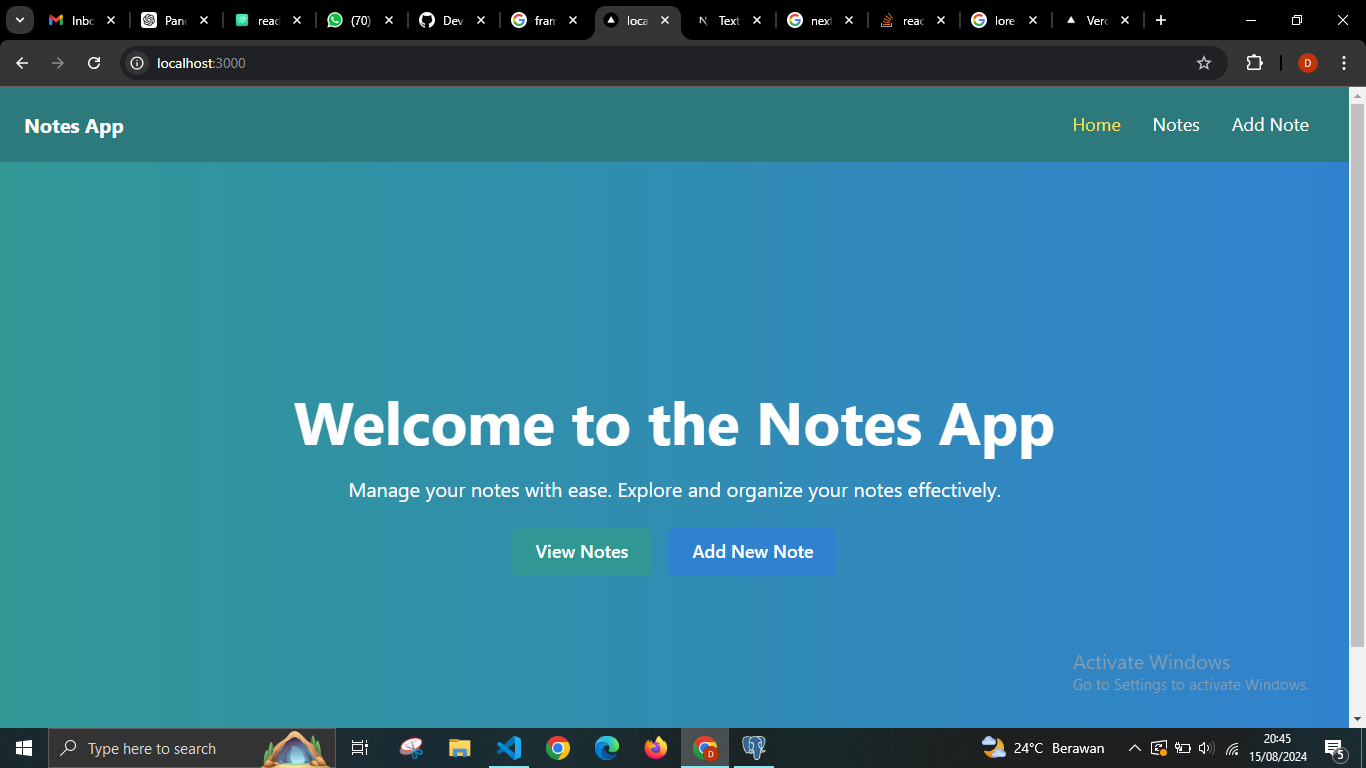 Inbo
Panc
read
(70)
Dev
fram
loca
Text
next
reac
lore
Verc
localhost:3000
D
Notes App
Home Notes Add Note
Welcome to the Notes App
Manage your notes with ease. Explore and organize your notes effectively.
View Notes Add New Note
Activate Windows
Go to Settings to activate Windows.
Type here to search
24°C Berawan
20:45
15/08/2024
5